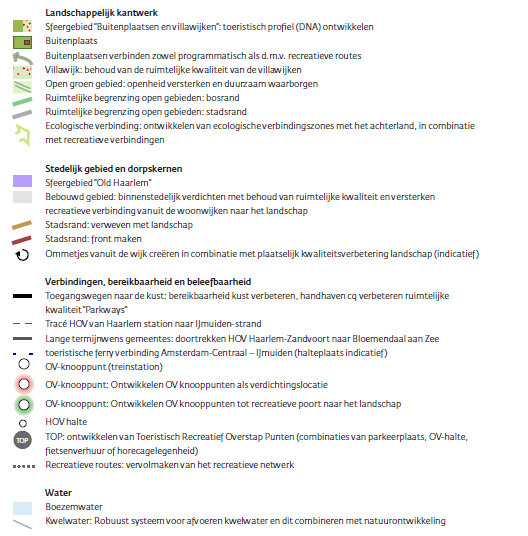 Landschappelijk kantwerk
Sfeergebied "Buitenplaatsen en villawijken": toeristisch profiel (DNA) ontwikkelen
Buitenplaats
Buitenplaatsen verbinden zowel programmatisch als d.m.v. recreatieve routes
Villawijk: behoud van de ruimtelijke kwaliteit van de villawijken
Open groen gebied: openheid versterken en duurzaam waarborgen
Ruimtelijke begrenzing open gebieden: bosrand
Ruimtelijke begrenzing open gebieden: stadsrand
Ecologische verbinding: ontwikkelen van ecologische verbindingszones met het achterland, in combinatie
met recreatieve verbindingen
Stedelijk gebied en dorpskernen
Sfeergebied "Old Haarlem"
Bebouwd gebied: binnenstedelijk verdichten met behoud van ruimtelijke kwaliteit en versterken
recreatieve verbinding vanuit de woonwijken naar het landschap
Stadsrand: verweven met landschap
Stadsrand: front maken
Ommetjes vanuit de wijk creëren in combinatie met plaatselijk kwaliteitsverbetering landschap (indicatief)
Verbindingen, bereikbaarheid en beleefbaarheid
Toegangswegen naar de kust: bereikbaarheid kust verbeteren, handhaven cq verbeteren ruimtelijke
kwaliteit "Parkways"
Tracé HOV van Haarlem station naar IJmuiden-strand
Lange termijnwens gemeentes: doortrekken HOV Haarlem-Zandvoort naar Bloemendaal aan Zee
toeristische ferry verbinding Amsterdam-Centraal – IJmuiden (halteplaats indicatief)
OV-knooppunt (treinstation)
OV-knooppunt: Ontwikkelen OV knooppunten als verdichtingslocatie
OV-knooppunt: Ontwikkelen OV knooppunten tot recreatieve poort naar het landschap
HOV halte
TOP TOP: ontwikkelen van Toeristisch Recreatief Overstap Punten (combinaties van parkeerplaats, OV-halte,
fietsenverhuur of horecagelegenheid)
Recreatieve routes: vervolmaken van het recreatieve netwerk
Water
Boezemwater
Kwelwater: Robuust systeem voor afvoeren kwelwater en dit combineren met natuurontwikkeling